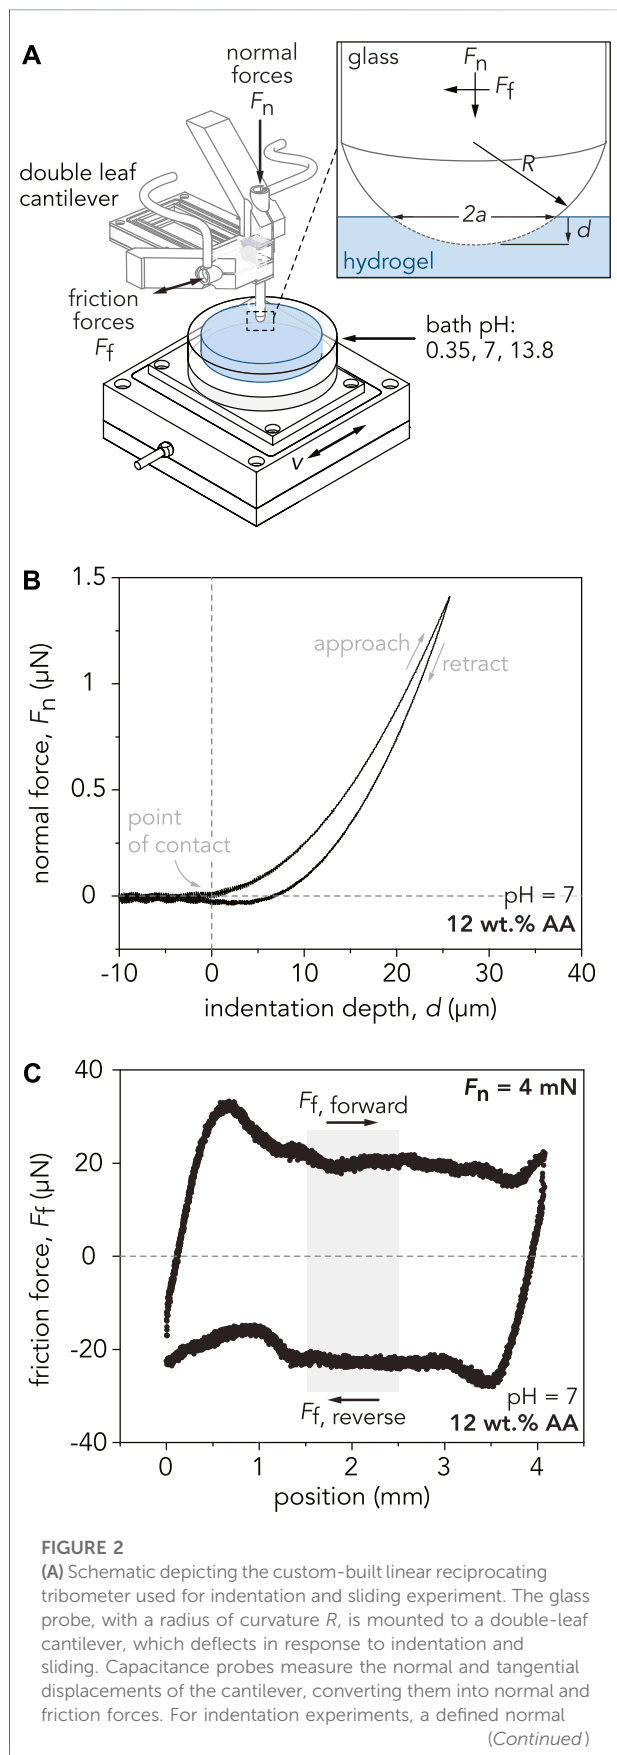 A
normal
forces
Fn
double leaf
cantilever
friction
forces
Ff
glass
Fn
Ff
R
2a
d
hydrogel
bath pH:
0.35, 7, 13.8
v
B
1.5
1
0.5
0
normal force, Fn (µN)
approach
retract
point
of contact
pH = 7
12 wt.% AA
-10
0
10
20
30
40
indentation depth, d (µm)
C
40
20
0
-20
-40
friction force, Ff (µN)
Fn = 4 mN
Ff, forward
Ff, reverse
pH = 7
12 wt.% AA
0
1
2
3
4
position (mm)
FIGURE 2
(A) Schematic depicting the custom-built linear reciprocating
tribometer used for indentation and sliding experiment. The glass
probe, with a radius of curvature R, is mounted to a double-leaf
cantilever, which deflects in response to indentation and
sliding. Capacitance probes measure the normal and tangential
displacements of the cantilever, converting them into normal and
friction forces. For indentation experiments, a defined normal
(Continued)